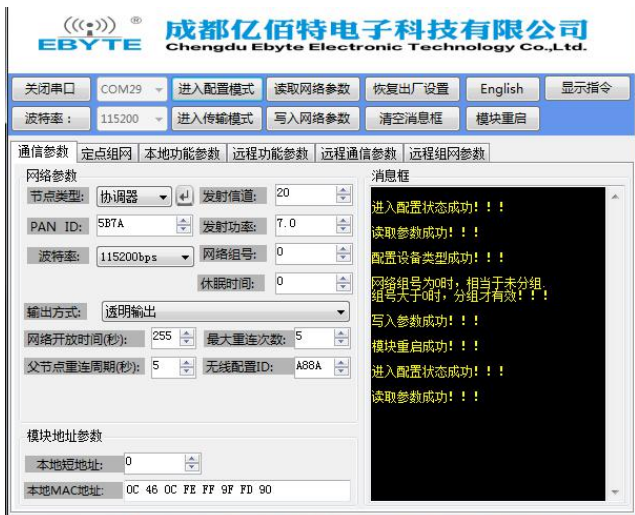 ((( ))) ®
EBYTE
成都亿佰特电子科技有限公司
Chengdu Ebyte Electronic Technology Co.,Ltd.
关闭串口 COM29 进入配置模式 读取网络参数 恢复出厂设置 English 显示指令
波特率： 115200 进入传输模式 写入网络参数 清空消息框 模块重启
通信参数 定点组网 本地功能参数 远程功能参数 远程通信参数 远程组网参数
网络参数
节点类型: 协调器 发射信道: 20
PAN ID: 5B7A 发射功率: 7.0
波特率: 115200bps 网络组号: 0
休眠时间: 0
输出方式: 透明输出
网络开放时间(秒): 255 最大重连次数: 5
父节点重连周期(秒): 5 无线配置ID: A88A
模块地址参数
本地短地址: 0
本地MAC地址: 0C 46 0C FE FF 9F FD 90
消息框
进入配置状态成功！！！
读取参数成功！！！
配置设备类型成功！！！
网络组号为0时，相当于未分组，
组号大于0时，分组才有效！！！
写入参数成功！！！
模块重启成功！！！
进入配置状态成功！！！
读取参数成功！！！